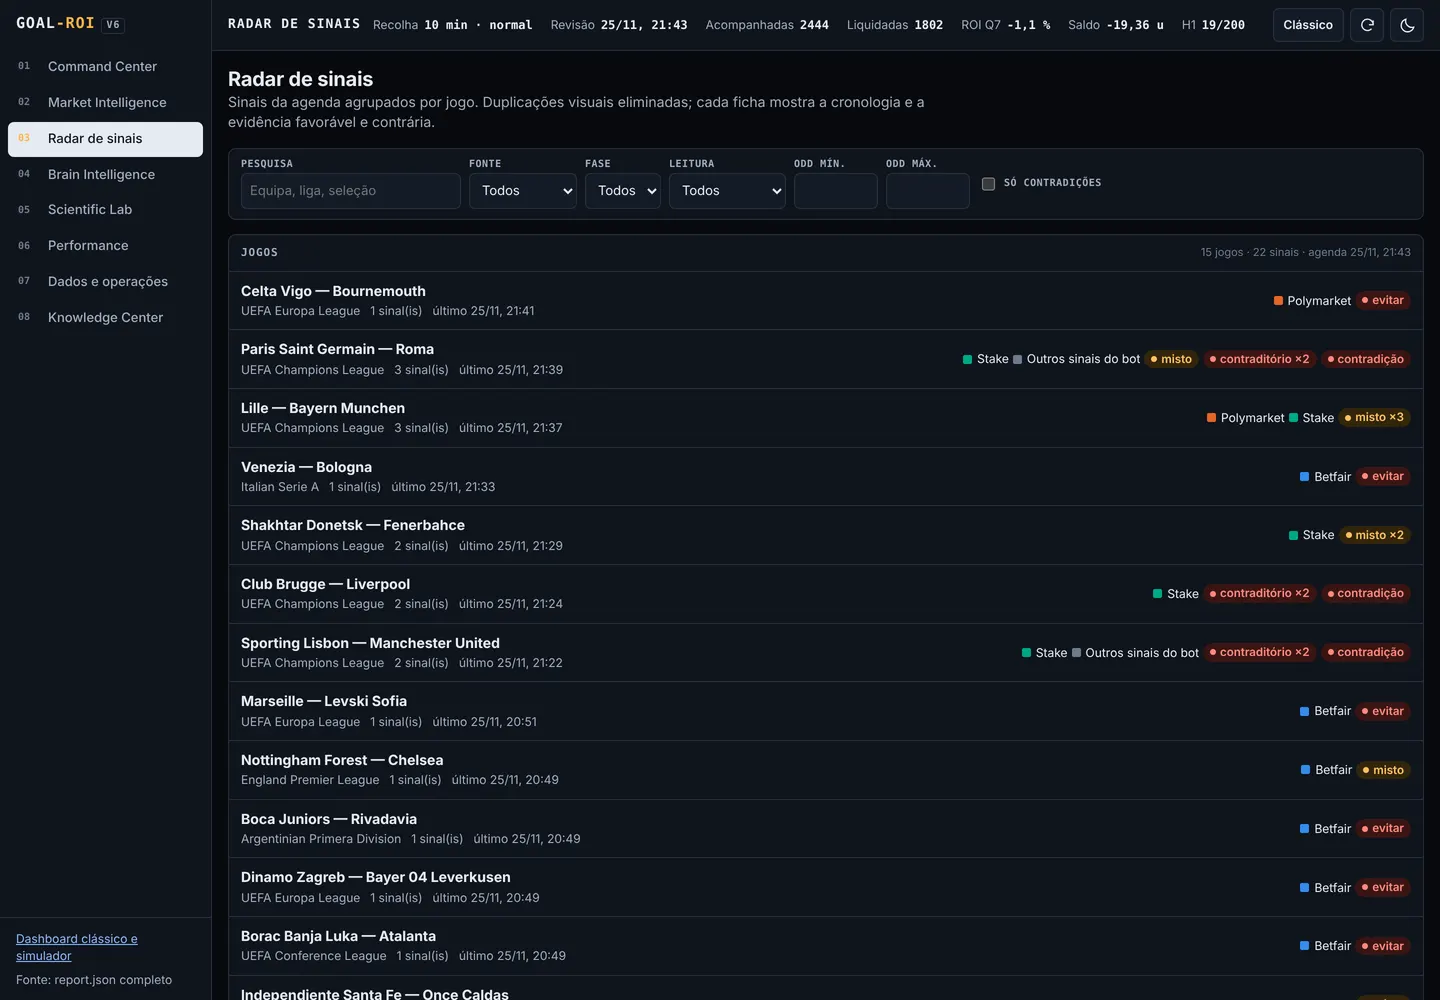 GOAL-ROI V6
01 Command Center
02 Market Intelligence
03 Radar de sinais
04 Brain Intelligence
05 Scientific Lab
06 Performance
07 Dados e operações
08 Knowledge Center
Dashboard clássico e
simulador
Fonte: report.json completo
RADAR DE SINAIS Recolha 10 min · normal Revisão 25/11, 21:43 Acompanhadas 2444 Liquidadas 1802 ROI Q7 -1,1 % Saldo -19,36 u H1 19/200 Clássico
Radar de sinais
Sinais da agenda agrupados por jogo. Duplicações visuais eliminadas; cada ficha mostra a cronologia e a
evidência favorável e contrária.
PESQUISA FONTE FASE LEITURA ODD MÍN. ODD MÁX.
Equipa, liga, seleção Todos Todos Todos SÓ CONTRADIÇÕES
JOGOS 15 jogos · 22 sinais · agenda 25/11, 21:43
Celta Vigo — Bournemouth
UEFA Europa League 1 sinal(is) último 25/11, 21:41
Polymarket evitar
Paris Saint Germain — Roma
UEFA Champions League 3 sinal(is) último 25/11, 21:39
Stake Outros sinais do bot misto contraditório ×2 contradição
Lille — Bayern Munchen
UEFA Champions League 3 sinal(is) último 25/11, 21:37
Polymarket Stake misto ×3
Venezia — Bologna
Italian Serie A 1 sinal(is) último 25/11, 21:33
Betfair evitar
Shakhtar Donetsk — Fenerbahce
UEFA Champions League 2 sinal(is) último 25/11, 21:29
Stake misto ×2
Club Brugge — Liverpool
UEFA Champions League 2 sinal(is) último 25/11, 21:24
Stake contraditório ×2 contradição
Sporting Lisbon — Manchester United
UEFA Champions League 2 sinal(is) último 25/11, 21:22
Stake Outros sinais do bot contraditório ×2 contradição
Marseille — Levski Sofia
UEFA Europa League 1 sinal(is) último 25/11, 20:51
Betfair evitar
Nottingham Forest — Chelsea
England Premier League 1 sinal(is) último 25/11, 20:49
Betfair misto
Boca Juniors — Rivadavia
Argentinian Primera Division 1 sinal(is) último 25/11, 20:49
Betfair evitar
Dinamo Zagreb — Bayer 04 Leverkusen
UEFA Europa League 1 sinal(is) último 25/11, 20:49
Betfair evitar
Borac Banja Luka — Atalanta
UEFA Conference League 1 sinal(is) último 25/11, 20:49
Betfair evitar
Independiente Santa Fe — Once Caldas